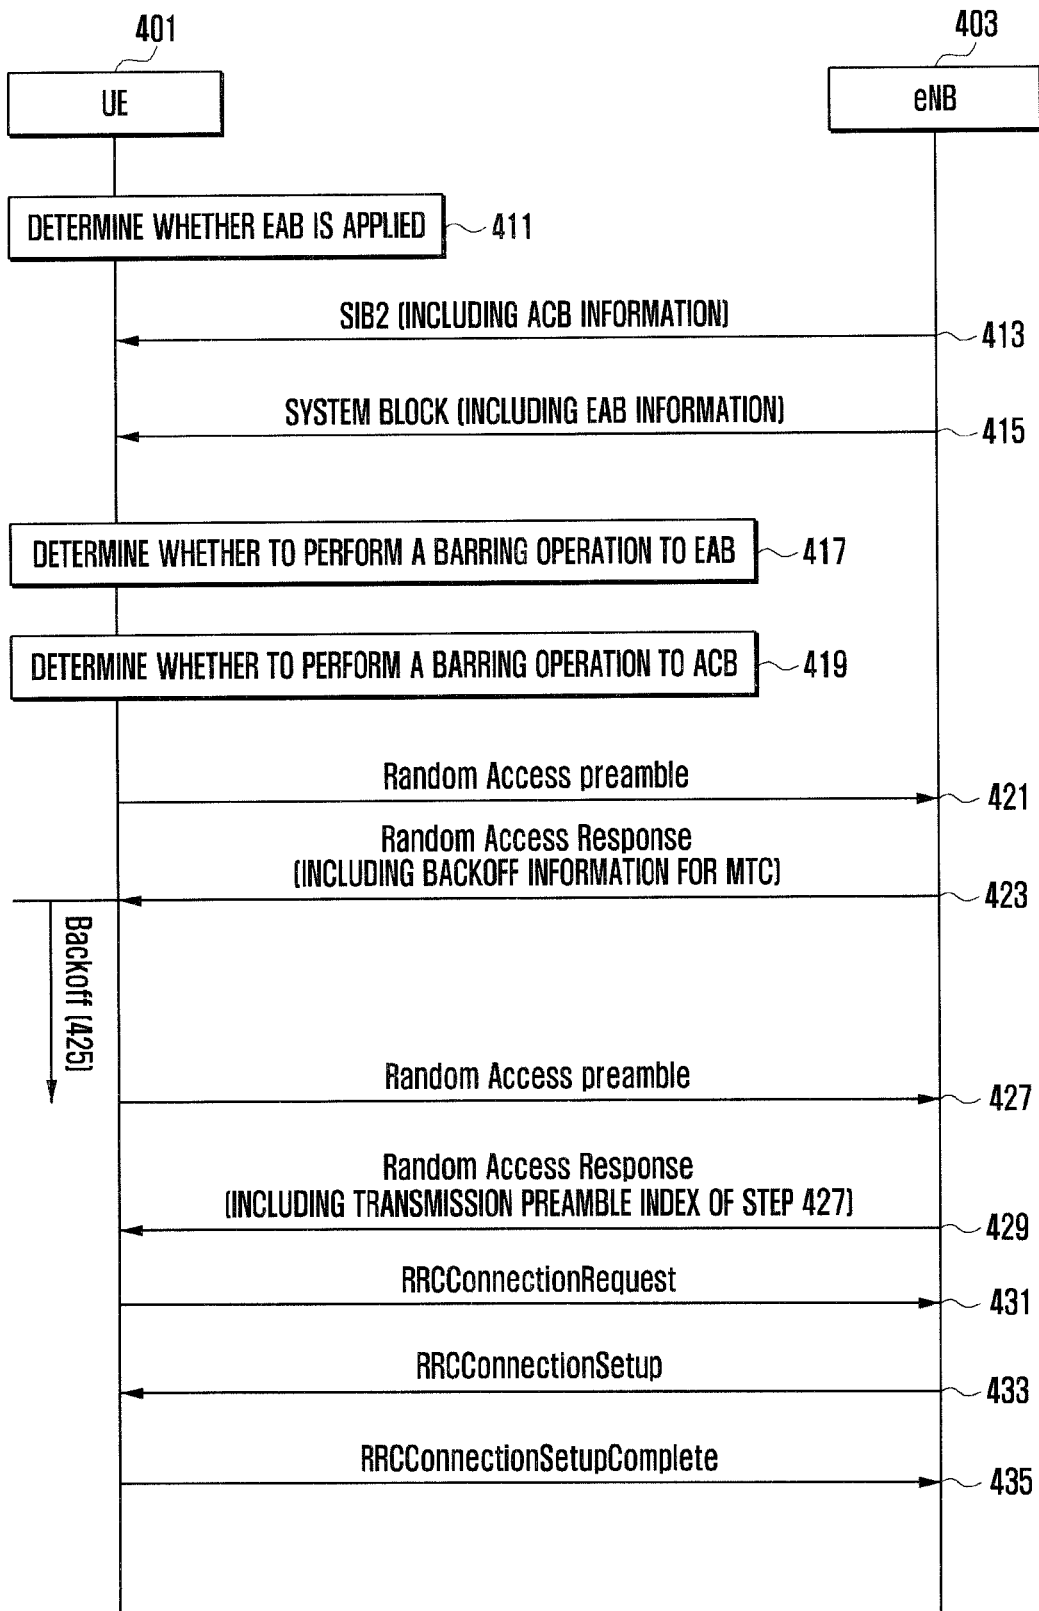 401
403
UE
eNB
DETERMINE WHETHER EAB IS APPLIED
411
SIB2 (INCLUDING ACB INFORMATION)
413
SYSTEM BLOCK (INCLUDING EAB INFORMATION)
415
DETERMINE WHETHER TO PERFORM A BARRING OPERATION TO EAB
417
DETERMINE WHETHER TO PERFORM A BARRING OPERATION TO ACB
419
Random Access preamble
421
Random Access Response
(INCLUDING BACKOFF INFORMATION FOR MTC)
423
Backoff (425)
Random Access preamble
427
Random Access Response
(INCLUDING TRANSMISSION PREAMBLE INDEX OF STEP 427)
429
RRCConnectionRequest
431
RRCConnectionSetup
433
RRCConnectionSetupComplete
435